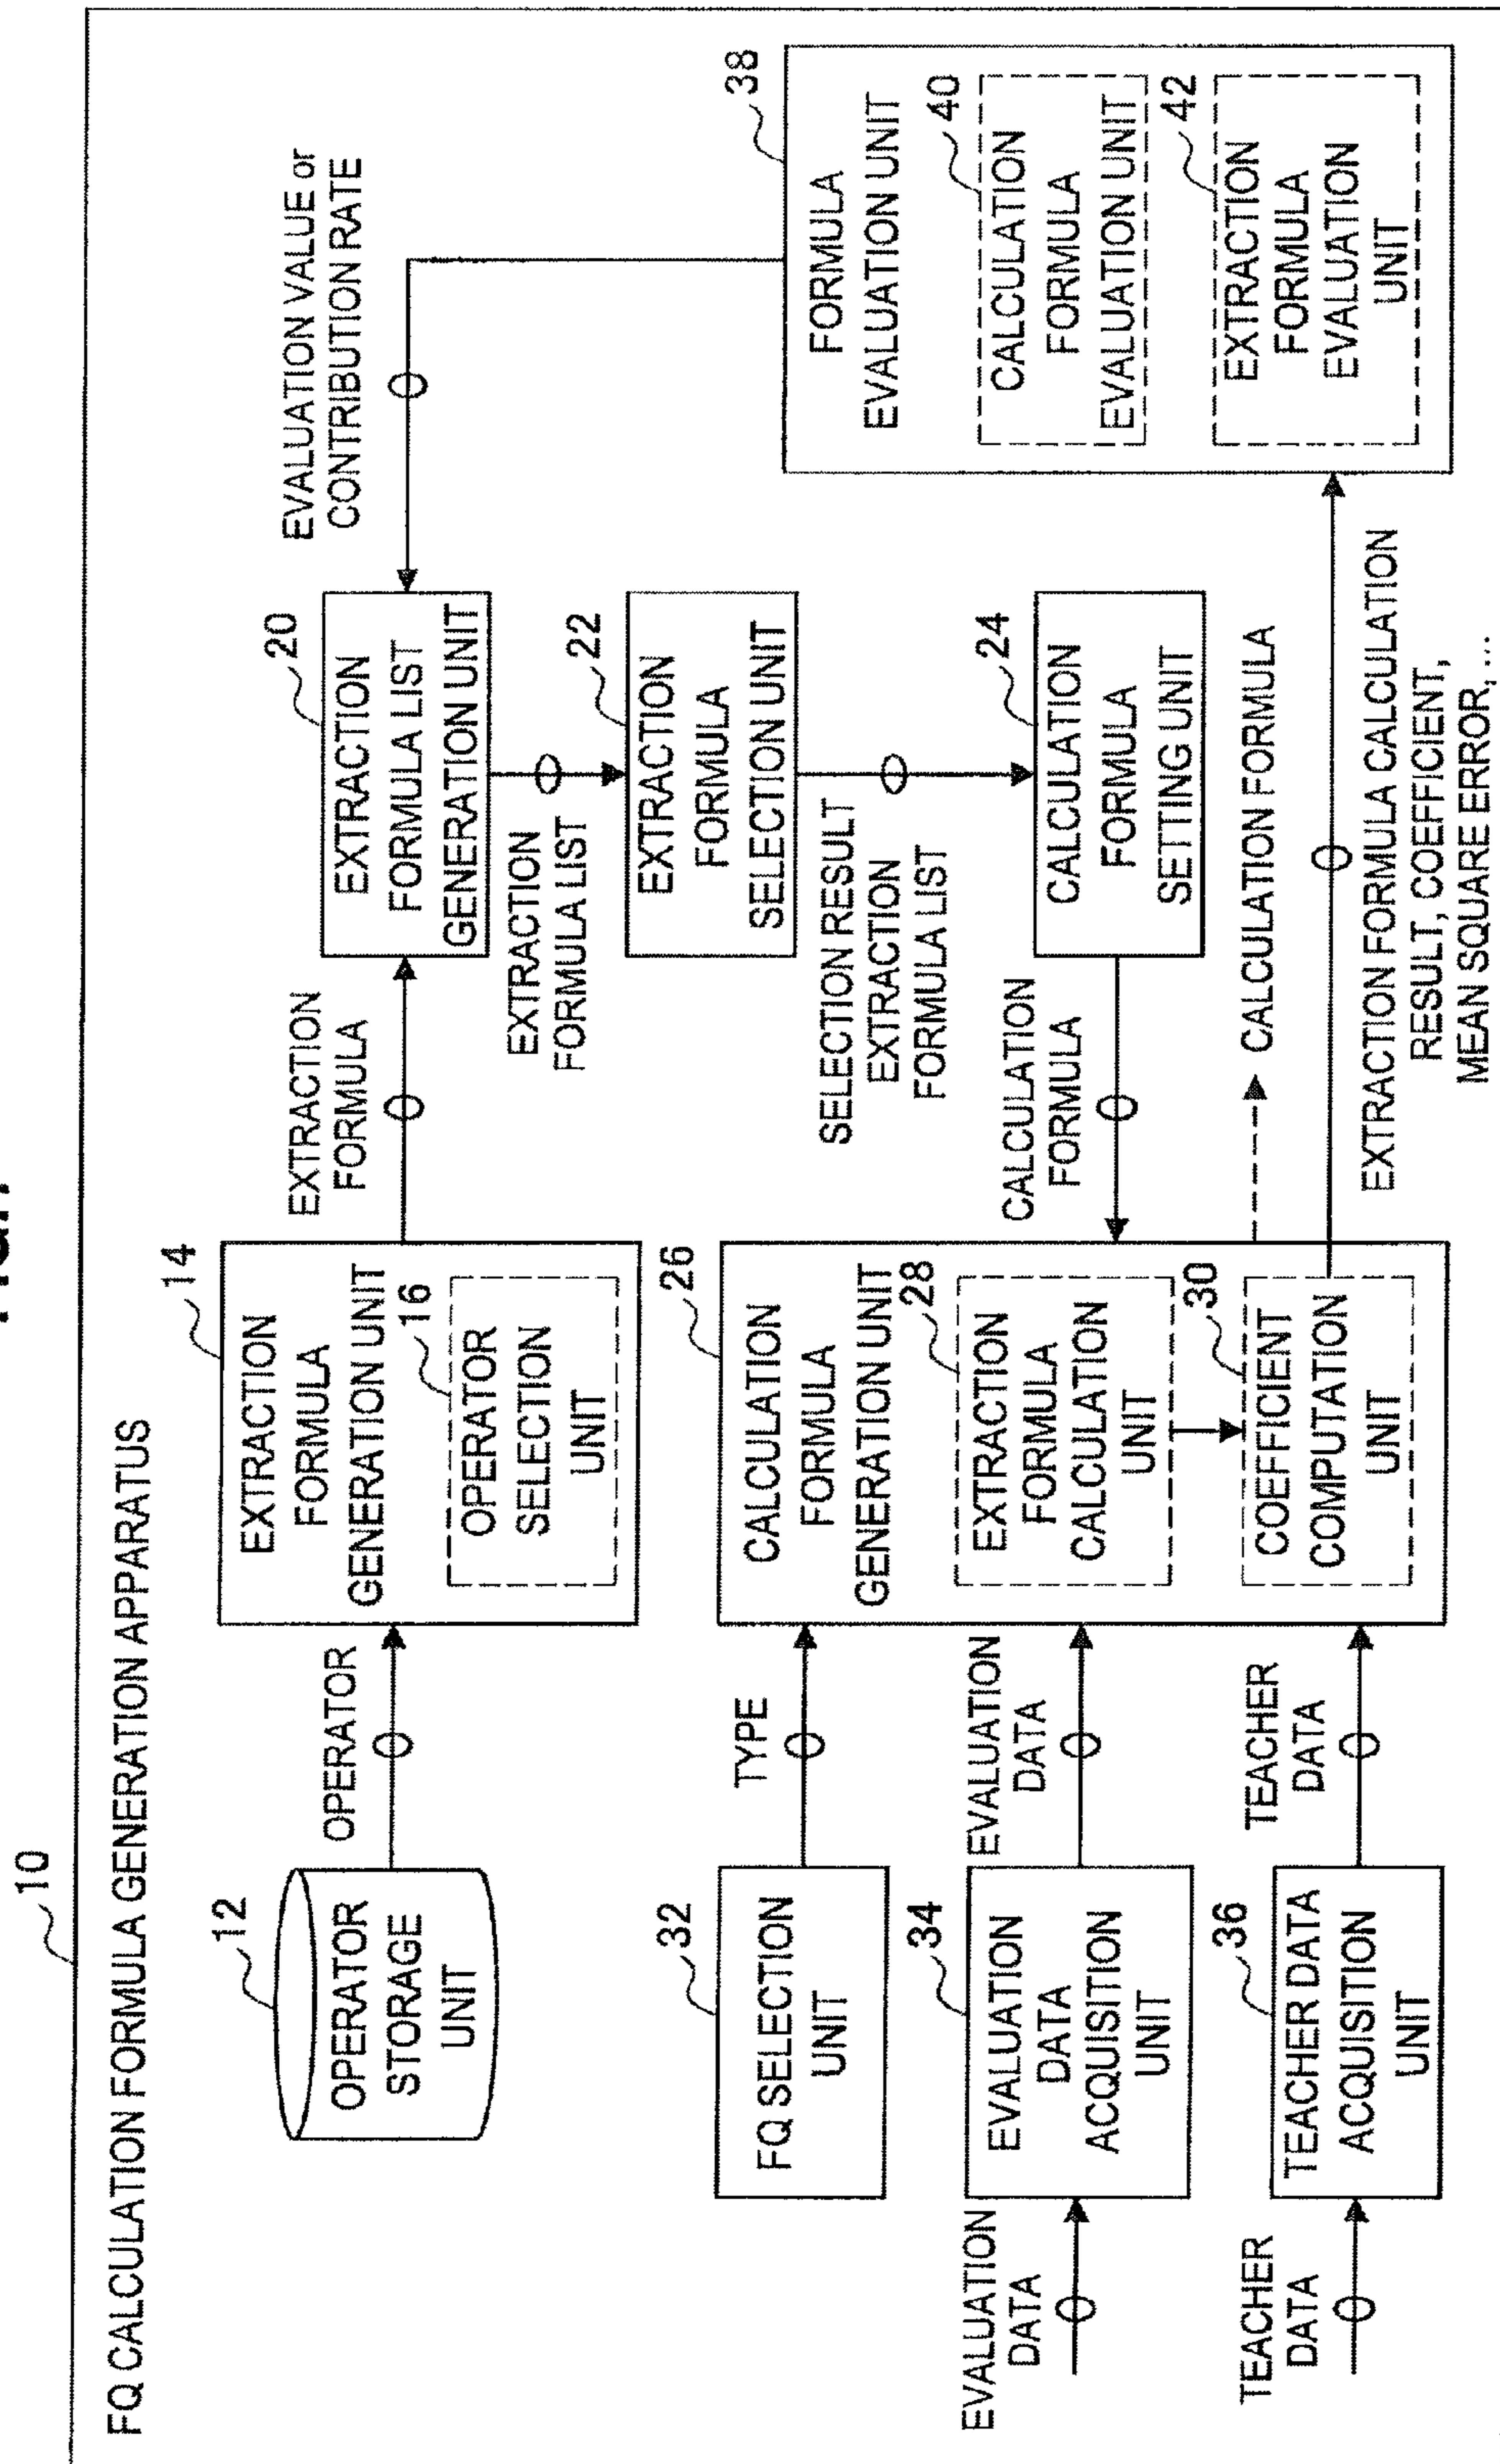 10
FQ CALCULATION FORMULA GENERATION APPARATUS
12
OPERATOR
STORAGE
UNIT
OPERATOR
14
EXTRACTION
FORMULA
GENERATION UNIT
16
OPERATOR
SELECTION
UNIT
EXTRACTION
FORMULA
20
EXTRACTION
FORMULA LIST
GENERATION UNIT
EVALUATION VALUE or
CONTRIBUTION RATE
EXTRACTION
FORMULA LIST
22
EXTRACTION
FORMULA
SELECTION UNIT
SELECTION RESULT
EXTRACTION
FORMULA LIST
24
CALCULATION
FORMULA
SETTING UNIT
CALCULATION
FORMULA
32
FQ SELECTION
UNIT
TYPE
34
EVALUATION
DATA
ACQUISITION
UNIT
EVALUATION
DATA
EVALUATION
DATA
36
TEACHER DATA
ACQUISITION
UNIT
TEACHER
DATA
TEACHER
DATA
26
CALCULATION
FORMULA
GENERATION UNIT
28
EXTRACTION
FORMULA
CALCULATION
UNIT
30
COEFFICIENT
COMPUTATION
UNIT
CALCULATION FORMULA
EXTRACTION FORMULA CALCULATION
RESULT, COEFFICIENT,
MEAN SQUARE ERROR, ...
38
FORMULA
EVALUATION UNIT
40
CALCULATION
FORMULA
EVALUATION UNIT
42
EXTRACTION
FORMULA
EVALUATION
UNIT